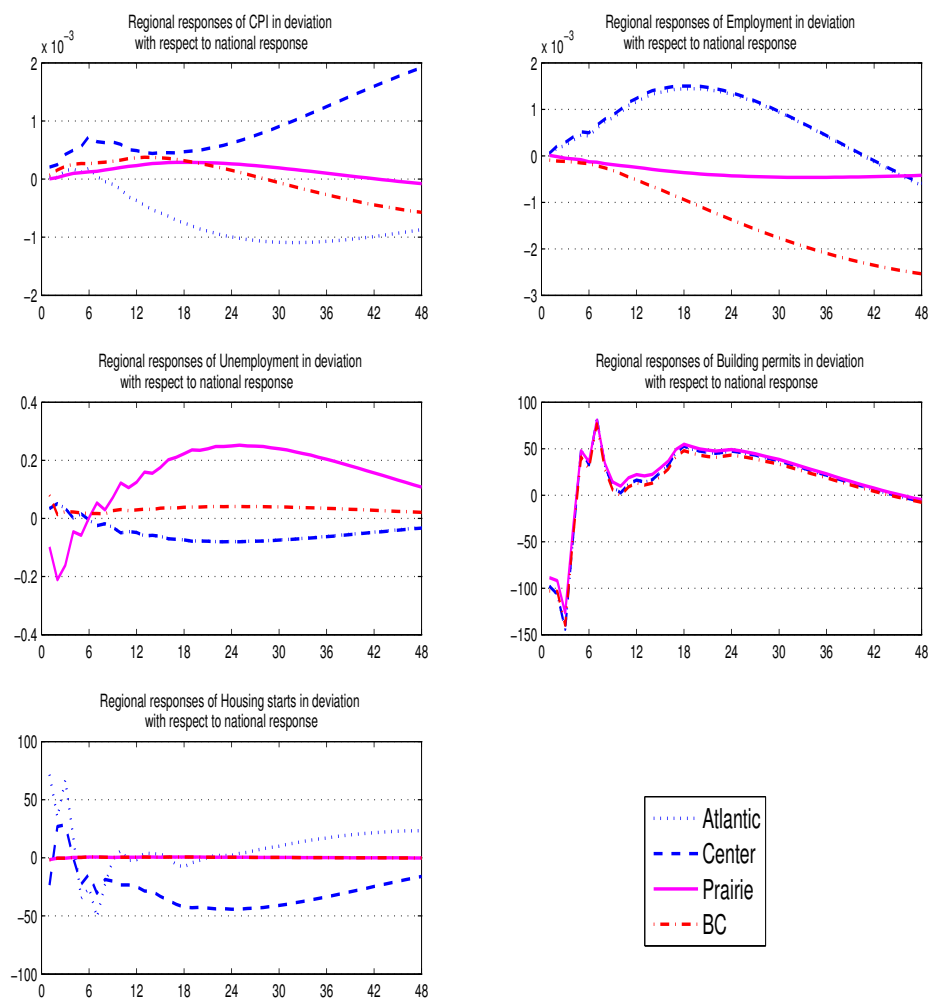 Regional responses of CPI in deviation
with respect to national response
x 10⁻³
2
1
0
−1
−2
0 6 12 18 24 30 36 42 48
Regional responses of Employment in deviation
with respect to national response
x 10⁻³
2
1
0
−1
−2
−3
0 6 12 18 24 30 36 42 48
Regional responses of Unemployment in deviation
with respect to national response
0.4
0.2
0
−0.2
−0.4
0 6 12 18 24 30 36 42 48
Regional responses of Building permits in deviation
with respect to national response
100
50
0
−50
−100
−150
0 6 12 18 24 30 36 42 48
Regional responses of Housing starts in deviation
with respect to national response
100
50
0
−50
−100
0 6 12 18 24 30 36 42 48
Atlantic
Center
Prairie
BC